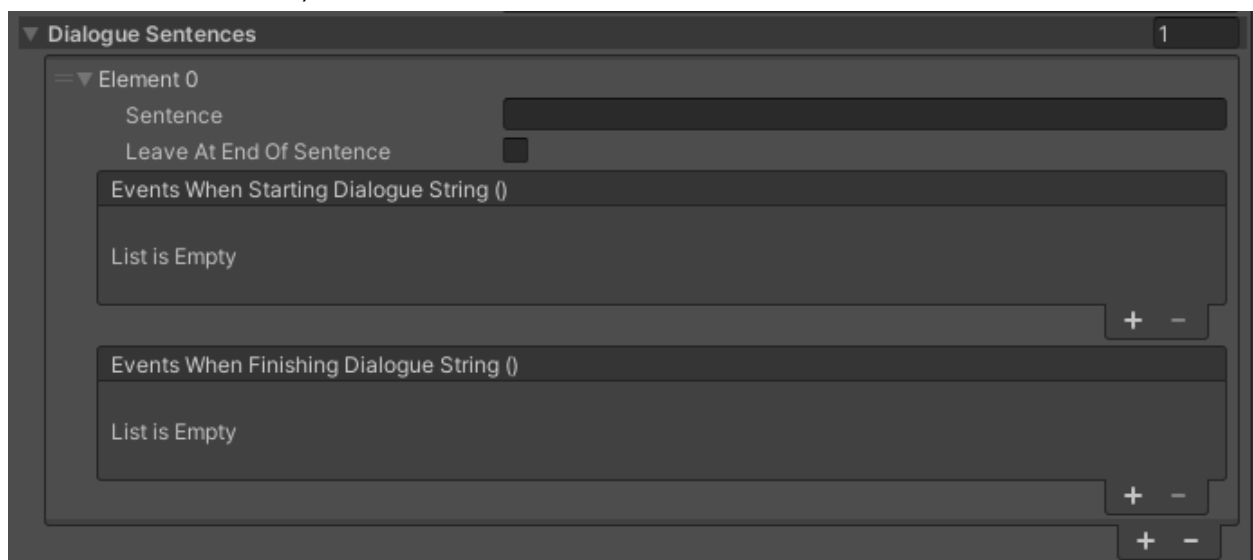 Dialogue Sentences 1
Element 0
Sentence
Leave At End Of Sentence
Events When Starting Dialogue String ()
List is Empty
+ -
Events When Finishing Dialogue String ()
List is Empty
+ -
+ -